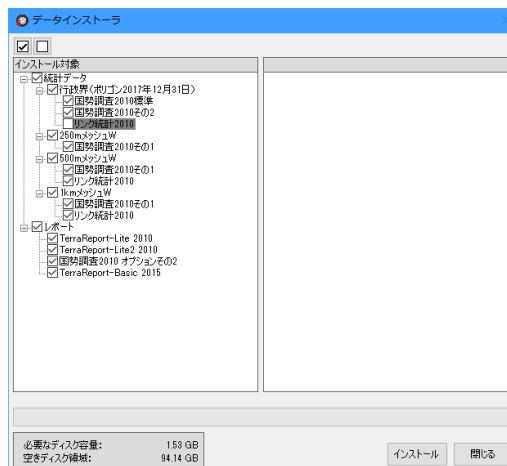 データインストーラ
インストール対象
統計データ
行政界(ポリゴン2017年12月31日)
国勢調査2010標準
国勢調査2010その2
リンク統計2010
250mメッシュW
国勢調査2010その1
500mメッシュW
国勢調査2010その1
リンク統計2010
1kmメッシュW
国勢調査2010その1
リンク統計2010
レポート
TerraReport-Lite 2010
TerraReport-Lite2 2010
国勢調査2010 オプションその2
TerraReport-Basic 2015
必要なディスク容量: 1.53 GB
空きディスク領域: 94.14 GB
インストール 閉じる